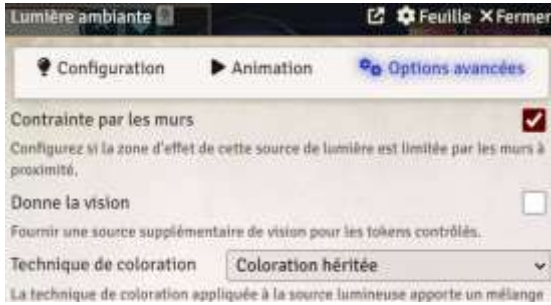 Lumière ambiante
Feuille
Fermer
Configuration
Animation
Options avancées
Contrainte par les murs
Configurez si la zone d'effet de cette source de lumière est limitée par les murs à
proximité.
Donne la vision
Fournir une source supplémentaire de vision pour les tokens contrôlés.
Technique de coloration
Coloration héritée
La technique de coloration appliquée à la source lumineuse apporte un mélange